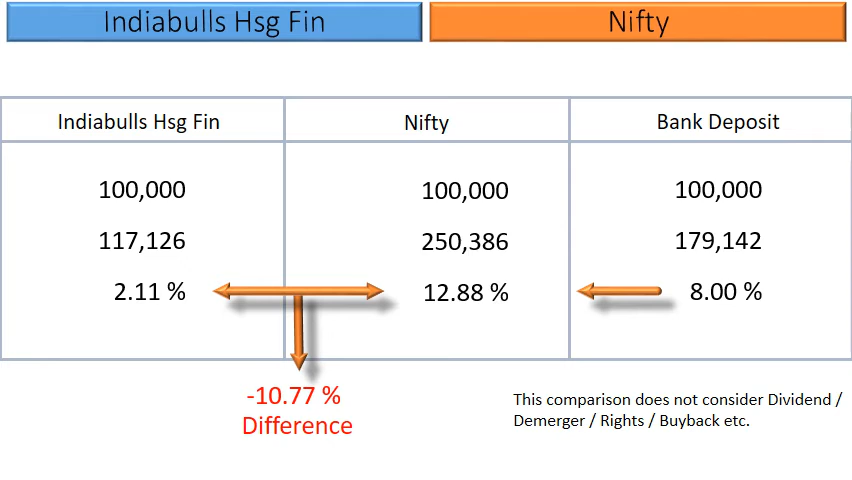 Indiabulls Hsg Fin Nifty
Indiabulls Hsg Fin Nifty Bank Deposit
100,000 100,000 100,000
117,126 250,386 179,142
2.11 % 12.88 % 8.00 %
-10.77 %
Difference
This comparison does not consider Dividend /
Demerger / Rights / Buyback etc.